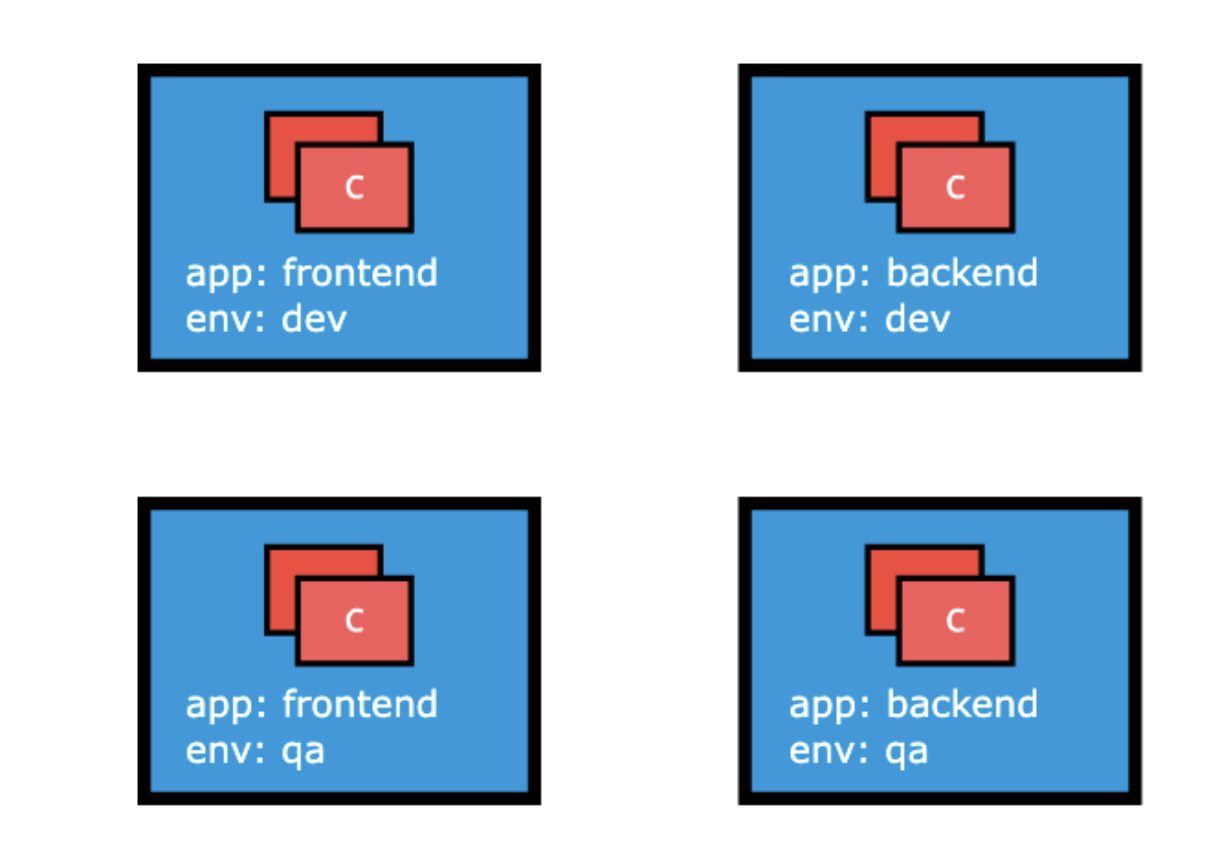 C
app: frontend
env: dev
C
app: backend
env: dev
C
app: frontend
env: qa
C
app: backend
env: qa